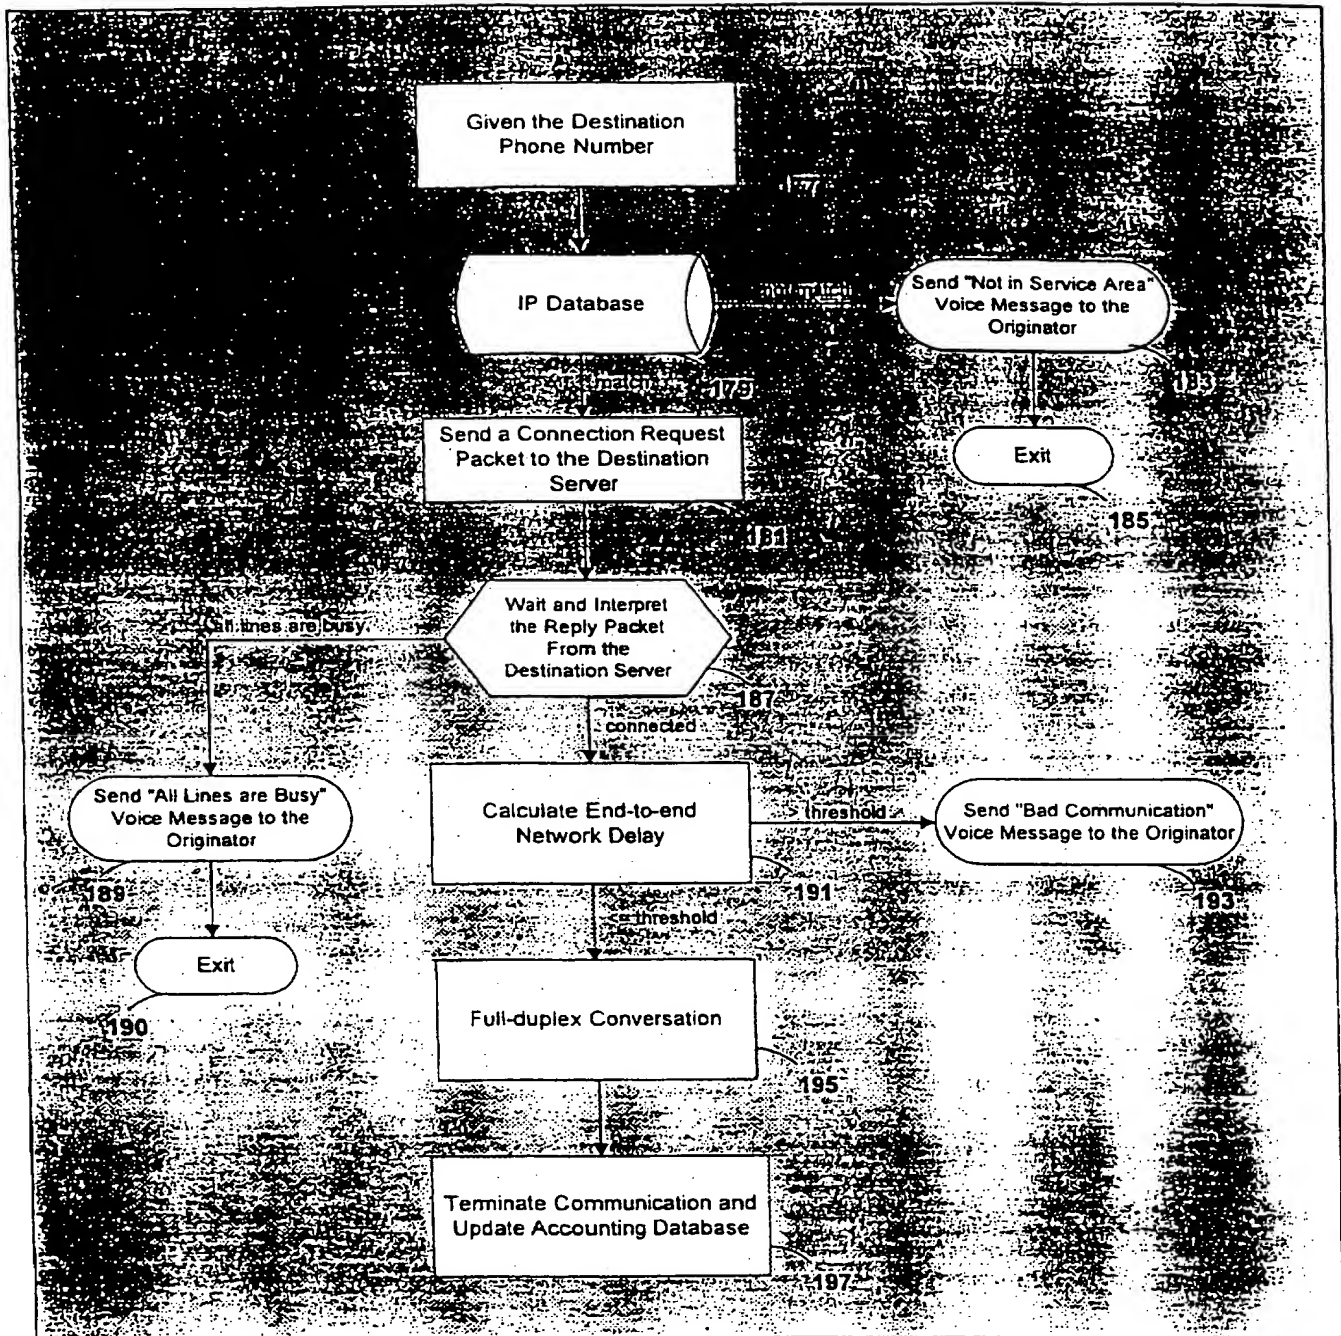 Given the Destination
Phone Number
IP Database
match
179
Send "Not in Service Area"
Voice Message to the
Originator
Exit
185
Send a Connection Request
Packet to the Destination
Server
181
Wait and Interpret
the Reply Packet
From the
Destination Server
187
all lines are busy
connected
Send "All Lines are Busy"
Voice Message to the
Originator
189
Exit
190
Calculate End-to-end
Network Delay
191
> threshold
Send "Bad Communication"
Voice Message to the Originator
193
<= threshold
Full-duplex Conversation
195
Terminate Communication and
Update Accounting Database
197